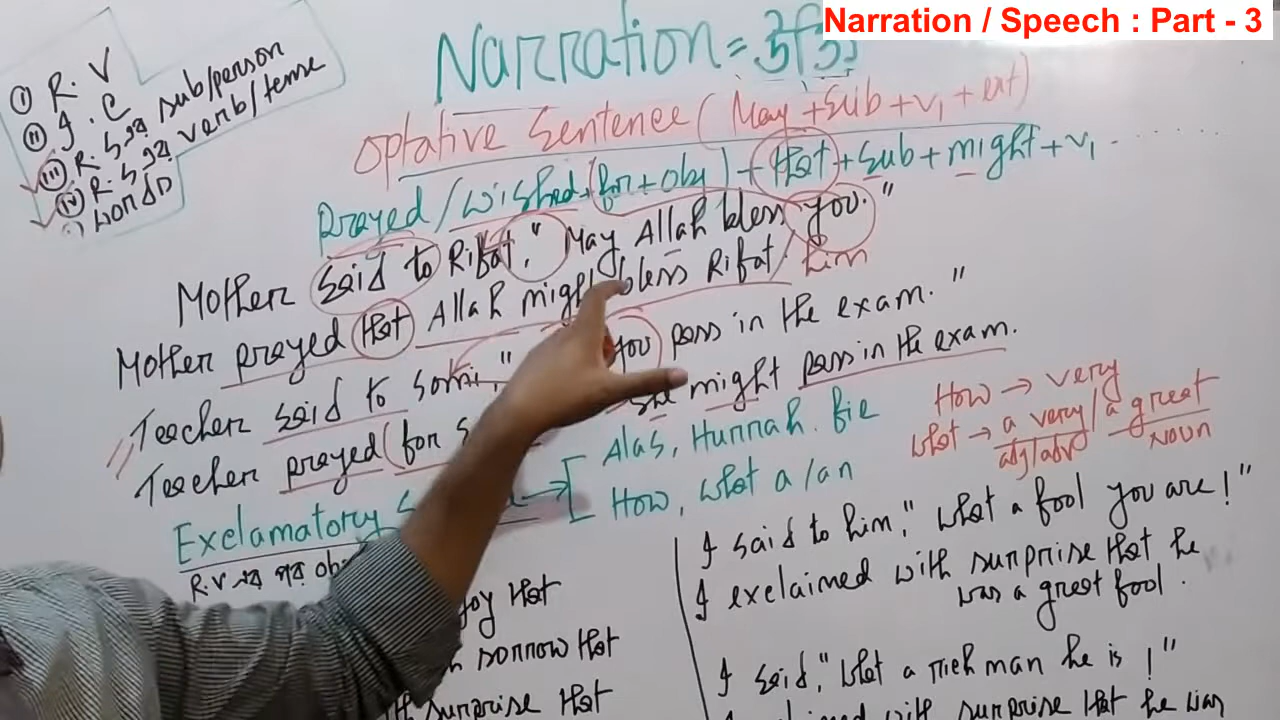 Narration / Speech : Part - 3
Narration = উক্তি
① R. V
② J. C
③ R. S এর sub/person
④ R. S এর verb/tense
word
Optative Sentence (May + sub + v1 + ext)
Prayed / wished + (for + obj) + that + sub + might + v1 .......
Mother said to Rifat, "May Allah bless you."
Mother prayed that Allah might bless Rifat / him
Teacher said to Somi, " you pass in the exam."
Teacher prayed (for S she might pass in the exam.
Exclamatory S → Alas, Hurrah. fie
How, what a / an
How → very
what → a very / a great
adj/adv Noun
R.V এর পর Obj
joy that
sorrow that
surprise that
I said to him, "what a fool you are!"
I exclaimed with surprise that he
was a great fool.
I said, "what a rich man he is !"
with surprise that he was